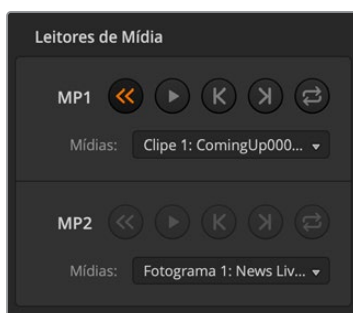 Leitores de Mídia
MP1
Mídias: Clipe 1: ComingUp000...
MP2
Mídias: Fotograma 1: News Liv...